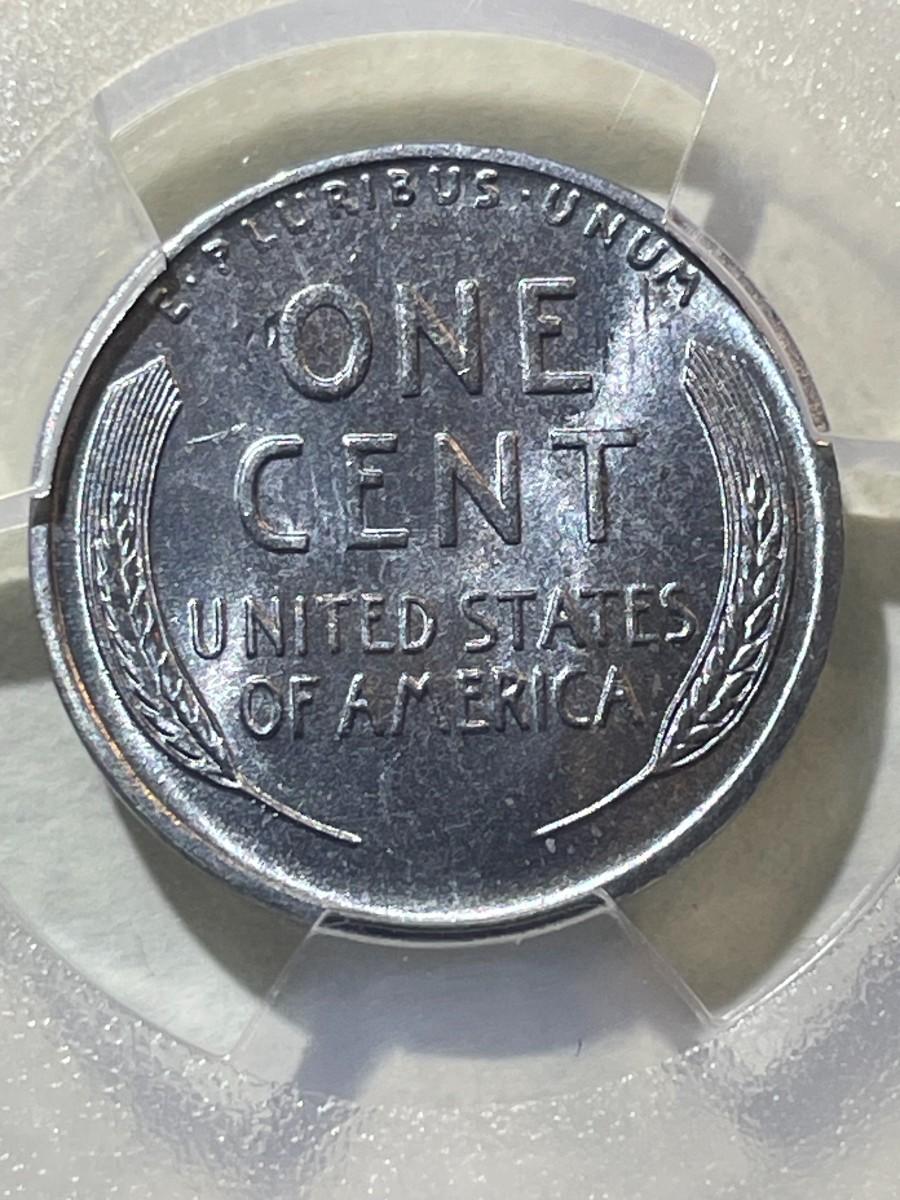 E·PLURIBUS·UNUM
ONE
CENT
UNITED STATES
OF AMERICA